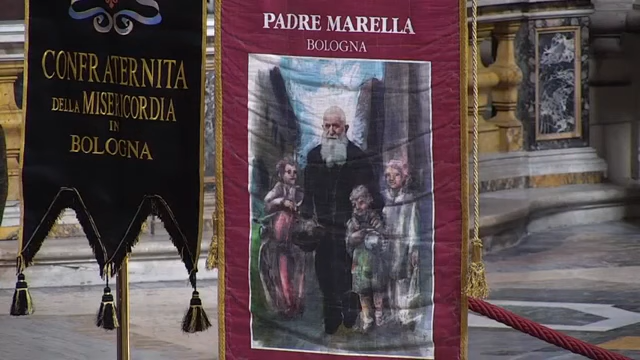 CONFRATERNITA
DELLA MISERICORDIA
IN
BOLOGNA
PADRE MARELLA
BOLOGNA